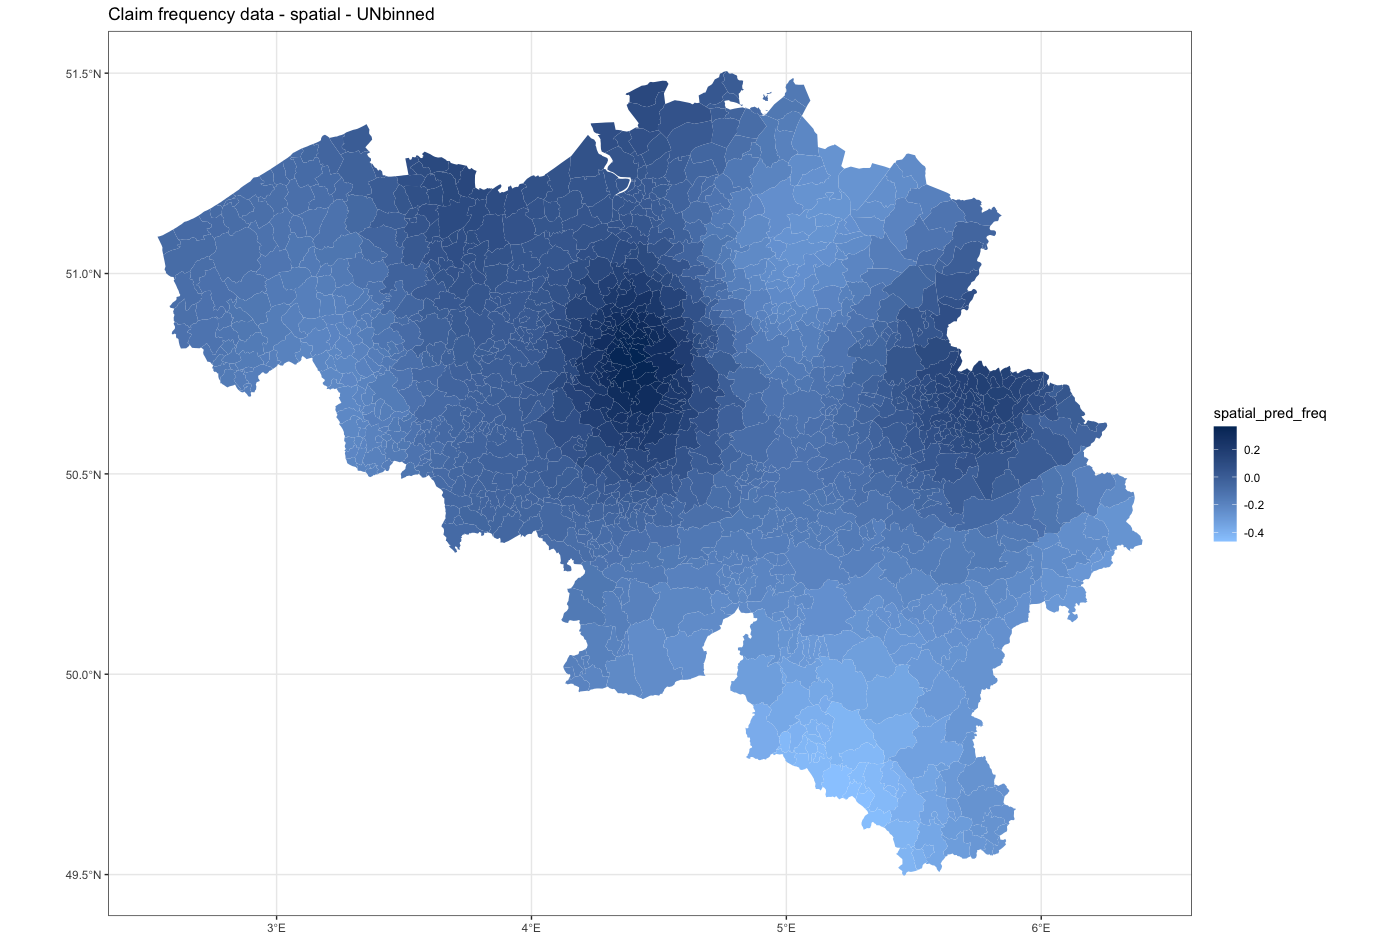 Claim frequency data - spatial - UNbinned
51.5°N
51.0°N
50.5°N
50.0°N
49.5°N
3°E
4°E
5°E
6°E
spatial_pred_freq
0.2
0.0
-0.2
-0.4